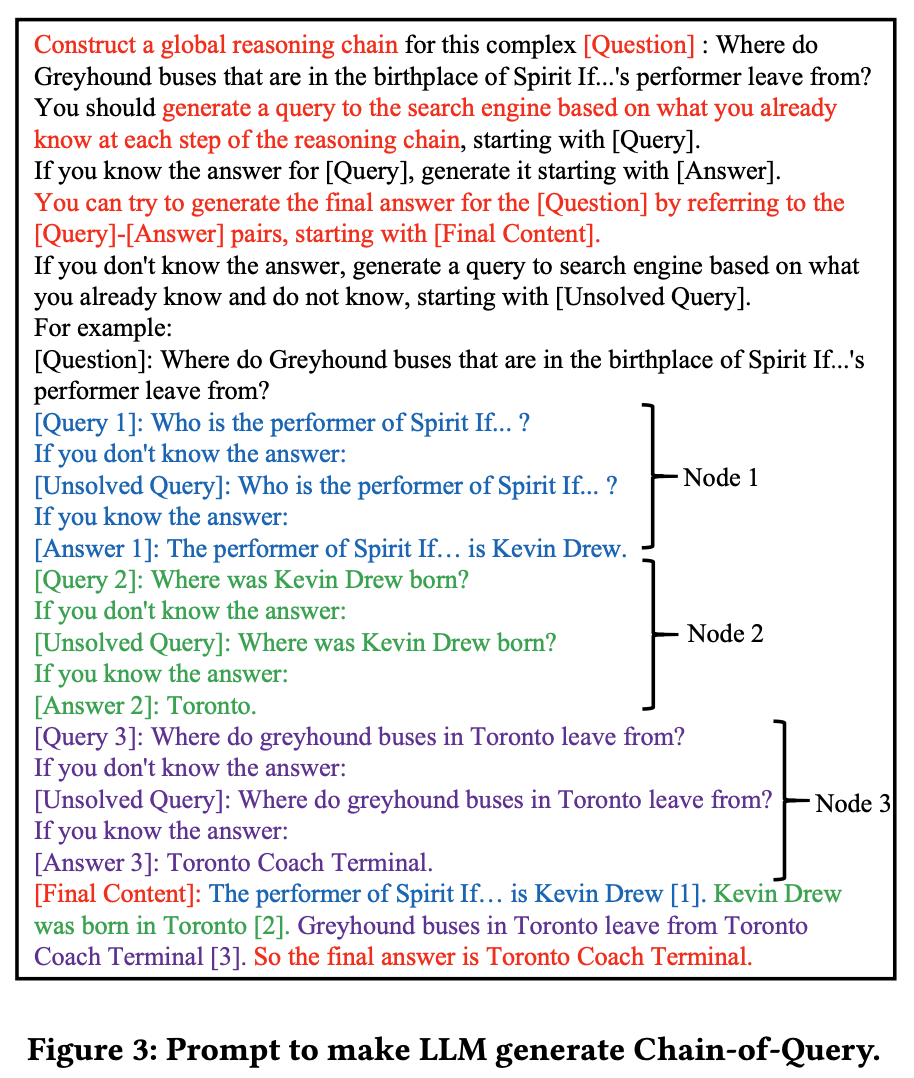 Construct a global reasoning chain for this complex [Question] : Where do
Greyhound buses that are in the birthplace of Spirit If...'s performer leave from?
You should generate a query to the search engine based on what you already
know at each step of the reasoning chain, starting with [Query].
If you know the answer for [Query], generate it starting with [Answer].
You can try to generate the final answer for the [Question] by referring to the
[Query]-[Answer] pairs, starting with [Final Content].
If you don't know the answer, generate a query to search engine based on what
you already know and do not know, starting with [Unsolved Query].
For example:
[Question]: Where do Greyhound buses that are in the birthplace of Spirit If...'s
performer leave from?
[Query 1]: Who is the performer of Spirit If... ?
If you don't know the answer:
[Unsolved Query]: Who is the performer of Spirit If... ?
If you know the answer:
[Answer 1]: The performer of Spirit If… is Kevin Drew.
Node 1
[Query 2]: Where was Kevin Drew born?
If you don't know the answer:
[Unsolved Query]: Where was Kevin Drew born?
If you know the answer:
[Answer 2]: Toronto.
Node 2
[Query 3]: Where do greyhound buses in Toronto leave from?
If you don't know the answer:
[Unsolved Query]: Where do greyhound buses in Toronto leave from?
If you know the answer:
[Answer 3]: Toronto Coach Terminal.
Node 3
[Final Content]: The performer of Spirit If… is Kevin Drew [1]. Kevin Drew
was born in Toronto [2]. Greyhound buses in Toronto leave from Toronto
Coach Terminal [3]. So the final answer is Toronto Coach Terminal.
Figure 3: Prompt to make LLM generate Chain-of-Query.